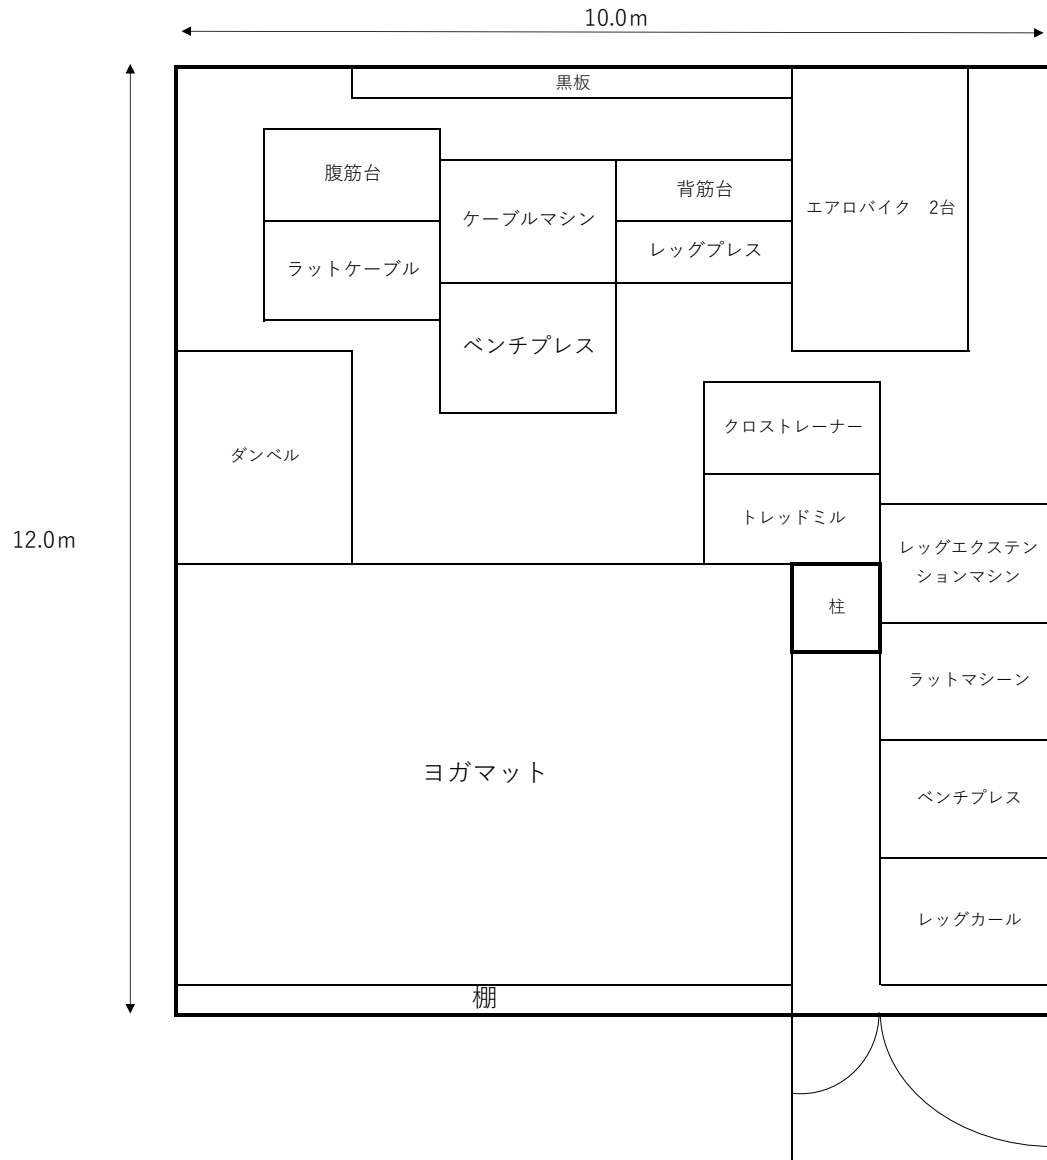 10.0m
黒板
腹筋台
背筋台
エアロバイク　2台
ケーブルマシン
レッグプレス
ラットケーブル
ベンチプレス
クロストレーナー
ダンベル
トレッドミル
12.0m
レッグエクステン
ションマシン
柱
ラットマシーン
ヨガマット
ベンチプレス
レッグカール
棚